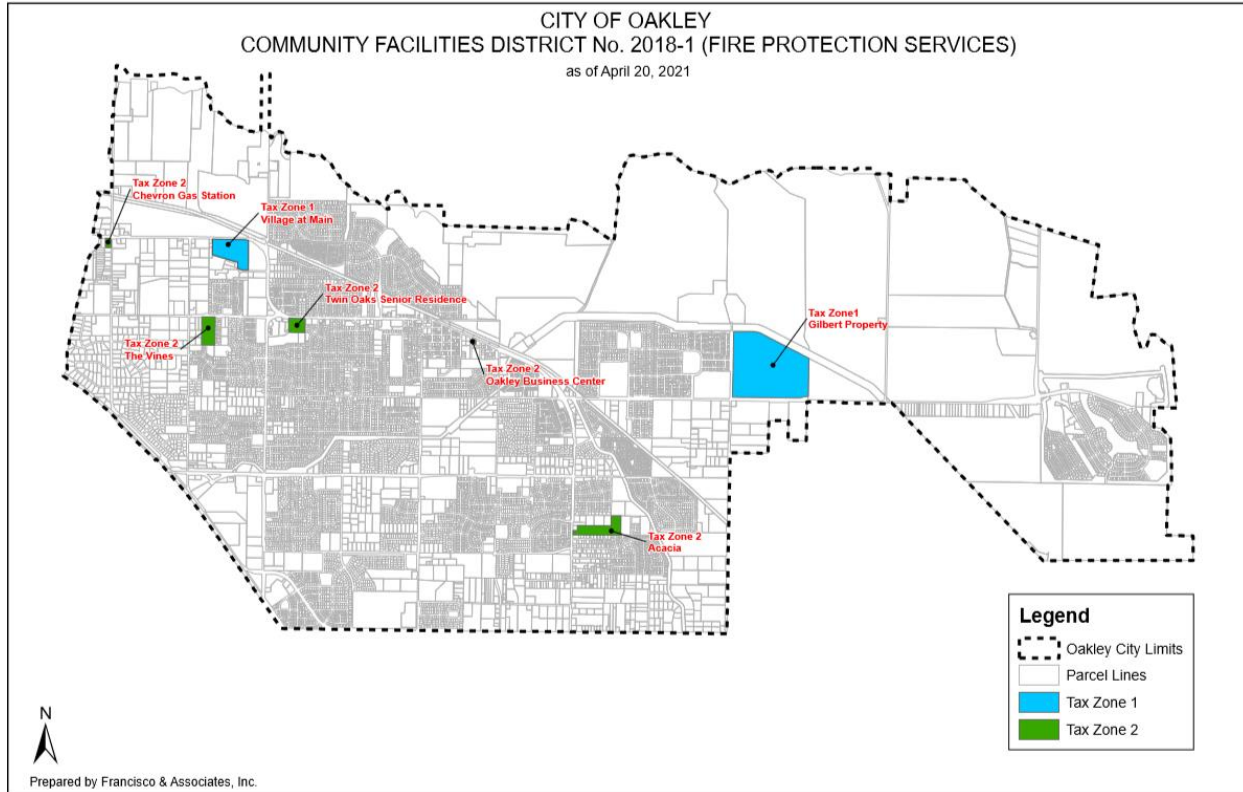 CITY OF OAKLEY
COMMUNITY FACILITIES DISTRICT No. 2018-1 (FIRE PROTECTION SERVICES)
as of April 20, 2021
Tax Zone 2
Chevron Gas Station
Tax Zone 1
Village at Main
Tax Zone 2
Twin Oaks Senior Residence
Tax Zone1
Gilbert Property
Tax Zone 2
The Vines
Tax Zone 2
Oakley Business Center
Tax Zone 2
Acacia
Legend
Oakley City Limits
Parcel Lines
Tax Zone 1
Tax Zone 2
N
Prepared by Francisco & Associates, Inc.